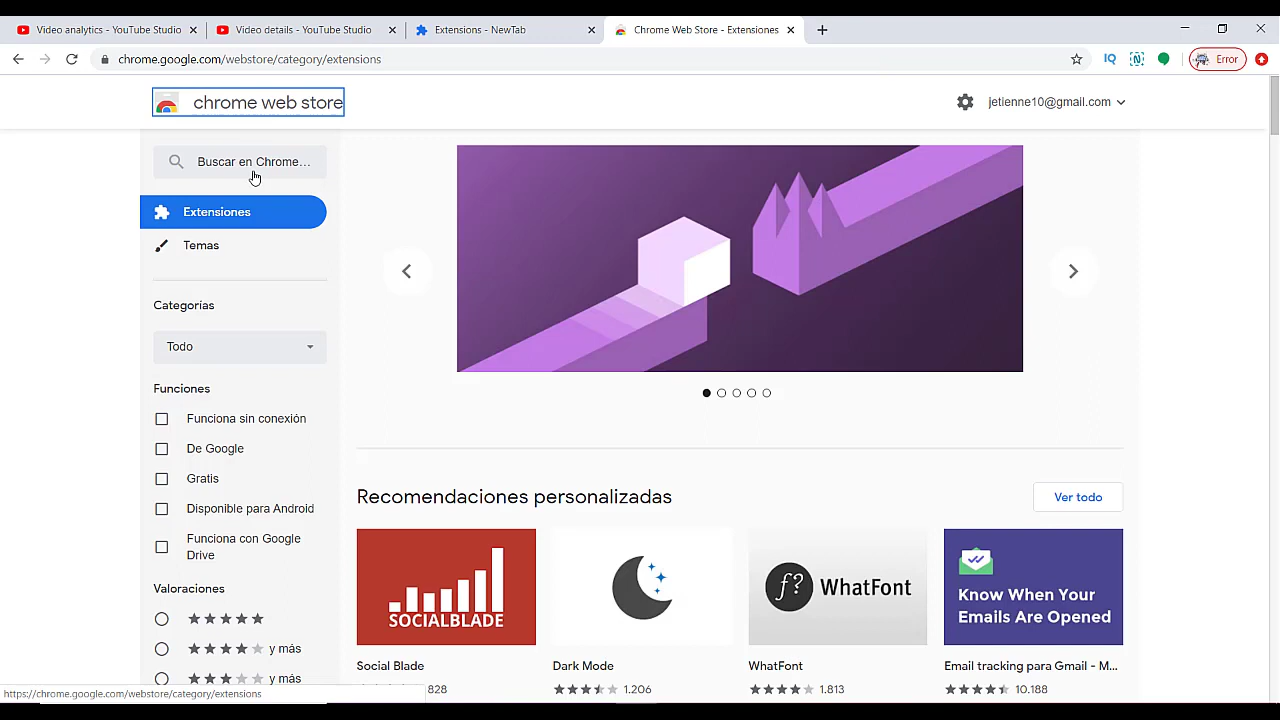 Video analytics - YouTube Studio
Video details - YouTube Studio
Extensions - NewTab
Chrome Web Store - Extensiones
chrome.google.com/webstore/category/extensions
IQ
N
Error
chrome web store
jetienne10@gmail.com
Buscar en Chrome…
Extensiones
Temas
Categorías
Todo
Funciones
Funciona sin conexión
De Google
Gratis
Disponible para Android
Funciona con Google
Drive
Valoraciones
y más
y más
Recomendaciones personalizadas
Ver todo
SOCIALBLADE
f? WhatFont
Know When Your
Emails Are Opened
Social Blade
Dark Mode
WhatFont
Email tracking para Gmail - M...
828
1.206
1.813
10.188
https://chrome.google.com/webstore/category/extensions